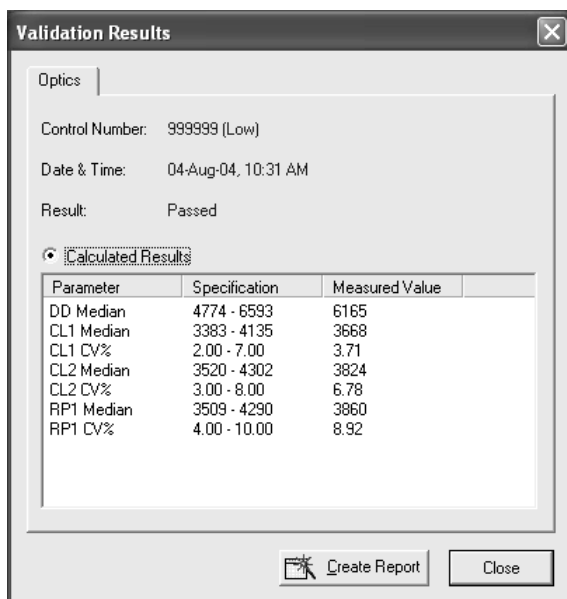 Validation Results
Optics
Control Number: 999999 (Low)
Date & Time: 04-Aug-04, 10:31 AM
Result: Passed
Calculated Results
Parameter Specification Measured Value
DD Median 4774 - 6593 6165
CL1 Median 3383 - 4135 3668
CL1 CV% 2.00 - 7.00 3.71
CL2 Median 3520 - 4302 3824
CL2 CV% 3.00 - 8.00 6.78
RP1 Median 3509 - 4290 3860
RP1 CV% 4.00 - 10.00 8.92
Create Report Close